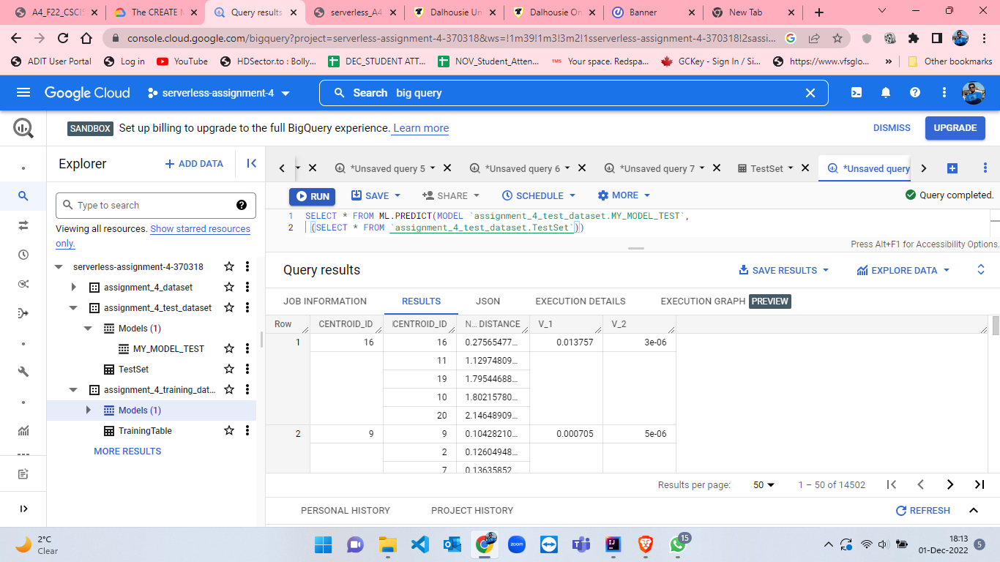 A4_F22_CSCI5
The CREATE M
Query results
serverless_A4
Dalhousie Un
Dalhousie On
Banner
New Tab
console.cloud.google.com/bigquery?project=serverless-assignment-4-370318&ws=!1m39!1m3!3m2!1sserverless-assignment-4-370318!2sassi...
ADIT User Portal
Log in
YouTube
HDSector.to : Bolly...
DEC_STUDENT ATT...
NOV_Student_Atten...
TMS
Your space. Redspa...
GCKey - Sign In / Si...
https://www.vfsglo...
»
Other bookmarks
Google Cloud
serverless-assignment-4
Search big query
SANDBOX Set up billing to upgrade to the full BigQuery experience. Learn more
DISMISS
UPGRADE
Explorer
+ ADD DATA
Type to search
Viewing all resources. Show starred resources
only.
serverless-assignment-4-370318
assignment_4_dataset
assignment_4_test_dataset
Models (1)
MY_MODEL_TEST
TestSet
assignment_4_training_dat...
Models (1)
TrainingTable
MORE RESULTS
*Unsaved query 5
*Unsaved query 6
*Unsaved query 7
TestSet
*Unsaved query
RUN
SAVE
SHARE
SCHEDULE
MORE
Query completed.
1 SELECT * FROM ML.PREDICT(MODEL `assignment_4_test_dataset.MY_MODEL_TEST`,
2 (SELECT * FROM `assignment_4_test_dataset.TestSet`))
Press Alt+F1 for Accessibility Options.
Query results
SAVE RESULTS
EXPLORE DATA
JOB INFORMATION
RESULTS
JSON
EXECUTION DETAILS
EXECUTION GRAPH PREVIEW
Row CENTROID_ID CENTROID_ID N... DISTANCE V_1 V_2
1 16 16 0.27565477... 0.013757 3e-06
11 1.12974809...
19 1.79544688...
10 1.80215780...
20 2.14648909...
2 9 9 0.10428210... 0.000705 5e-06
2 0.12604948...
7 0.13635852
Results per page: 50 1 – 50 of 14502
PERSONAL HISTORY
PROJECT HISTORY
REFRESH
2°C
Clear
zoom
15
18:13
01-Dec-2022
5